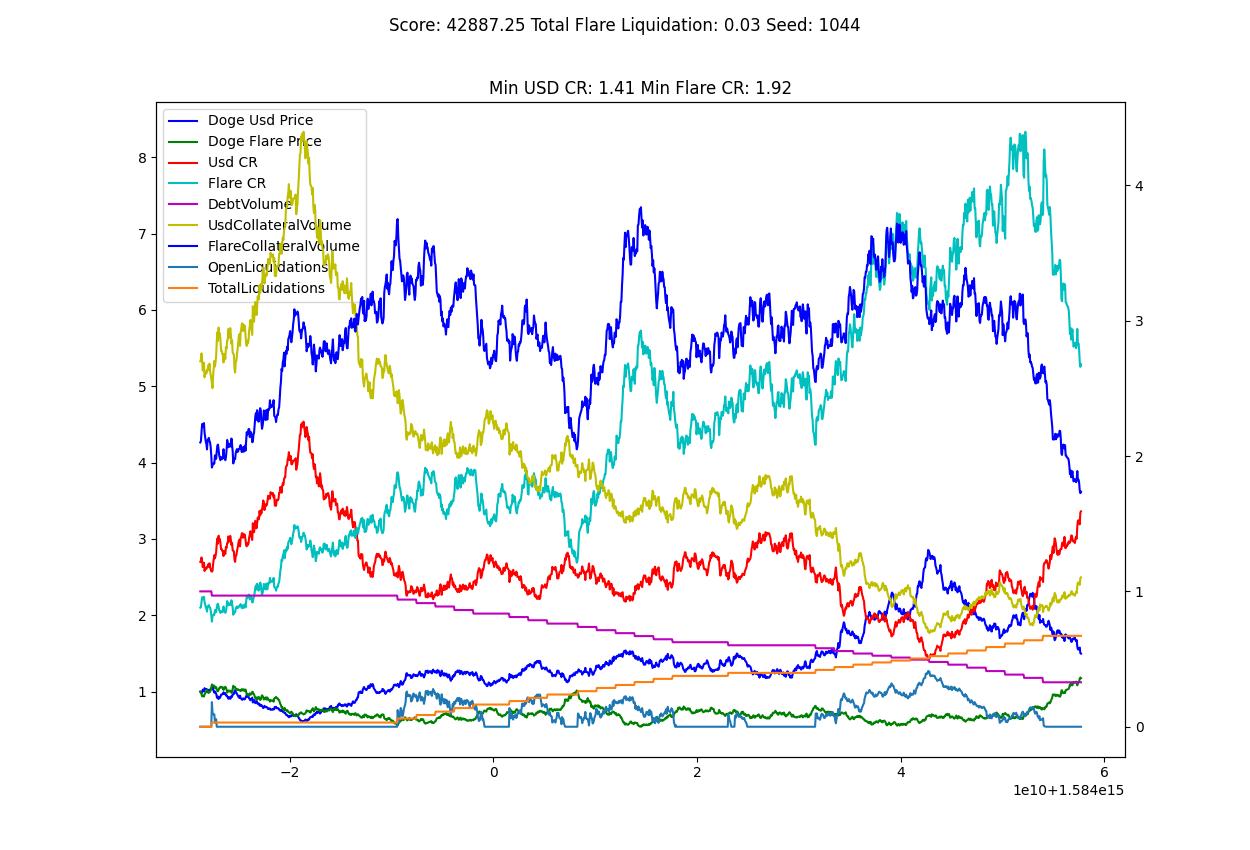 Score: 42887.25 Total Flare Liquidation: 0.03 Seed: 1044
Min USD CR: 1.41 Min Flare CR: 1.92
Doge Usd Price
Doge Flare Price
Usd CR
Flare CR
DebtVolume
UsdCollateralVolume
FlareCollateralVolume
OpenLiquidations
TotalLiquidations
8
7
6
5
4
3
2
1
4
3
2
1
0
−2
0
2
4
6
1e10+1.584e15